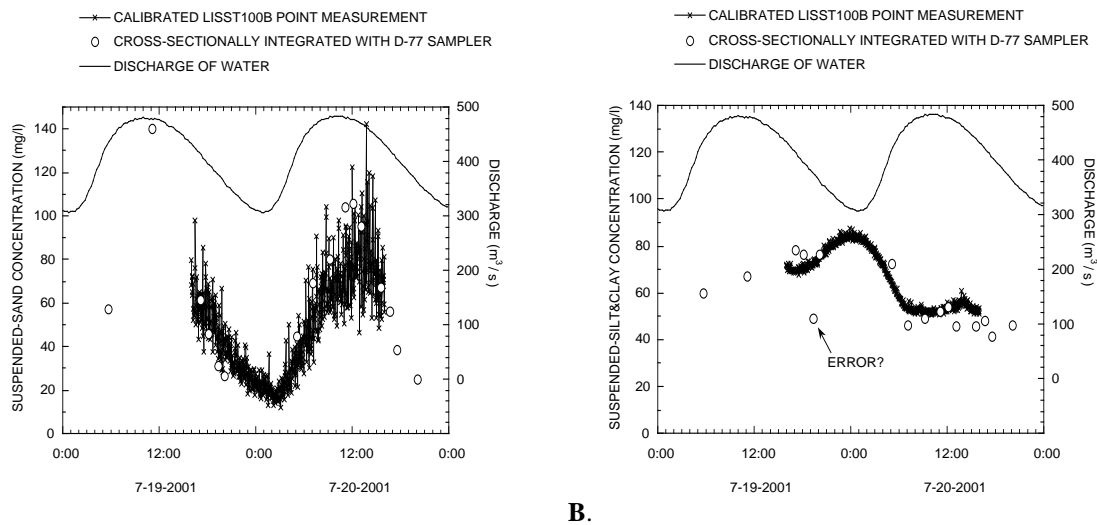 CALIBRATED LISST100B POINT MEASUREMENT
CROSS-SECTIONALLY INTEGRATED WITH D-77 SAMPLER
DISCHARGE OF WATER
SUSPENDED-SAND CONCENTRATION (mg/l)
140
120
100
80
60
40
20
0
500
400
300
200
100
0
DISCHARGE (m³/s)
0:00 12:00 0:00 12:00 0:00
7-19-2001 7-20-2001
CALIBRATED LISST100B POINT MEASUREMENT
CROSS-SECTIONALLY INTEGRATED WITH D-77 SAMPLER
DISCHARGE OF WATER
SUSPENDED-SILT&CLAY CONCENTRATION (mg/l)
140
120
100
80
60
40
20
0
ERROR?
500
400
300
200
100
0
DISCHARGE (m³/s)
0:00 12:00 0:00 12:00 0:00
7-19-2001 7-20-2001
B.